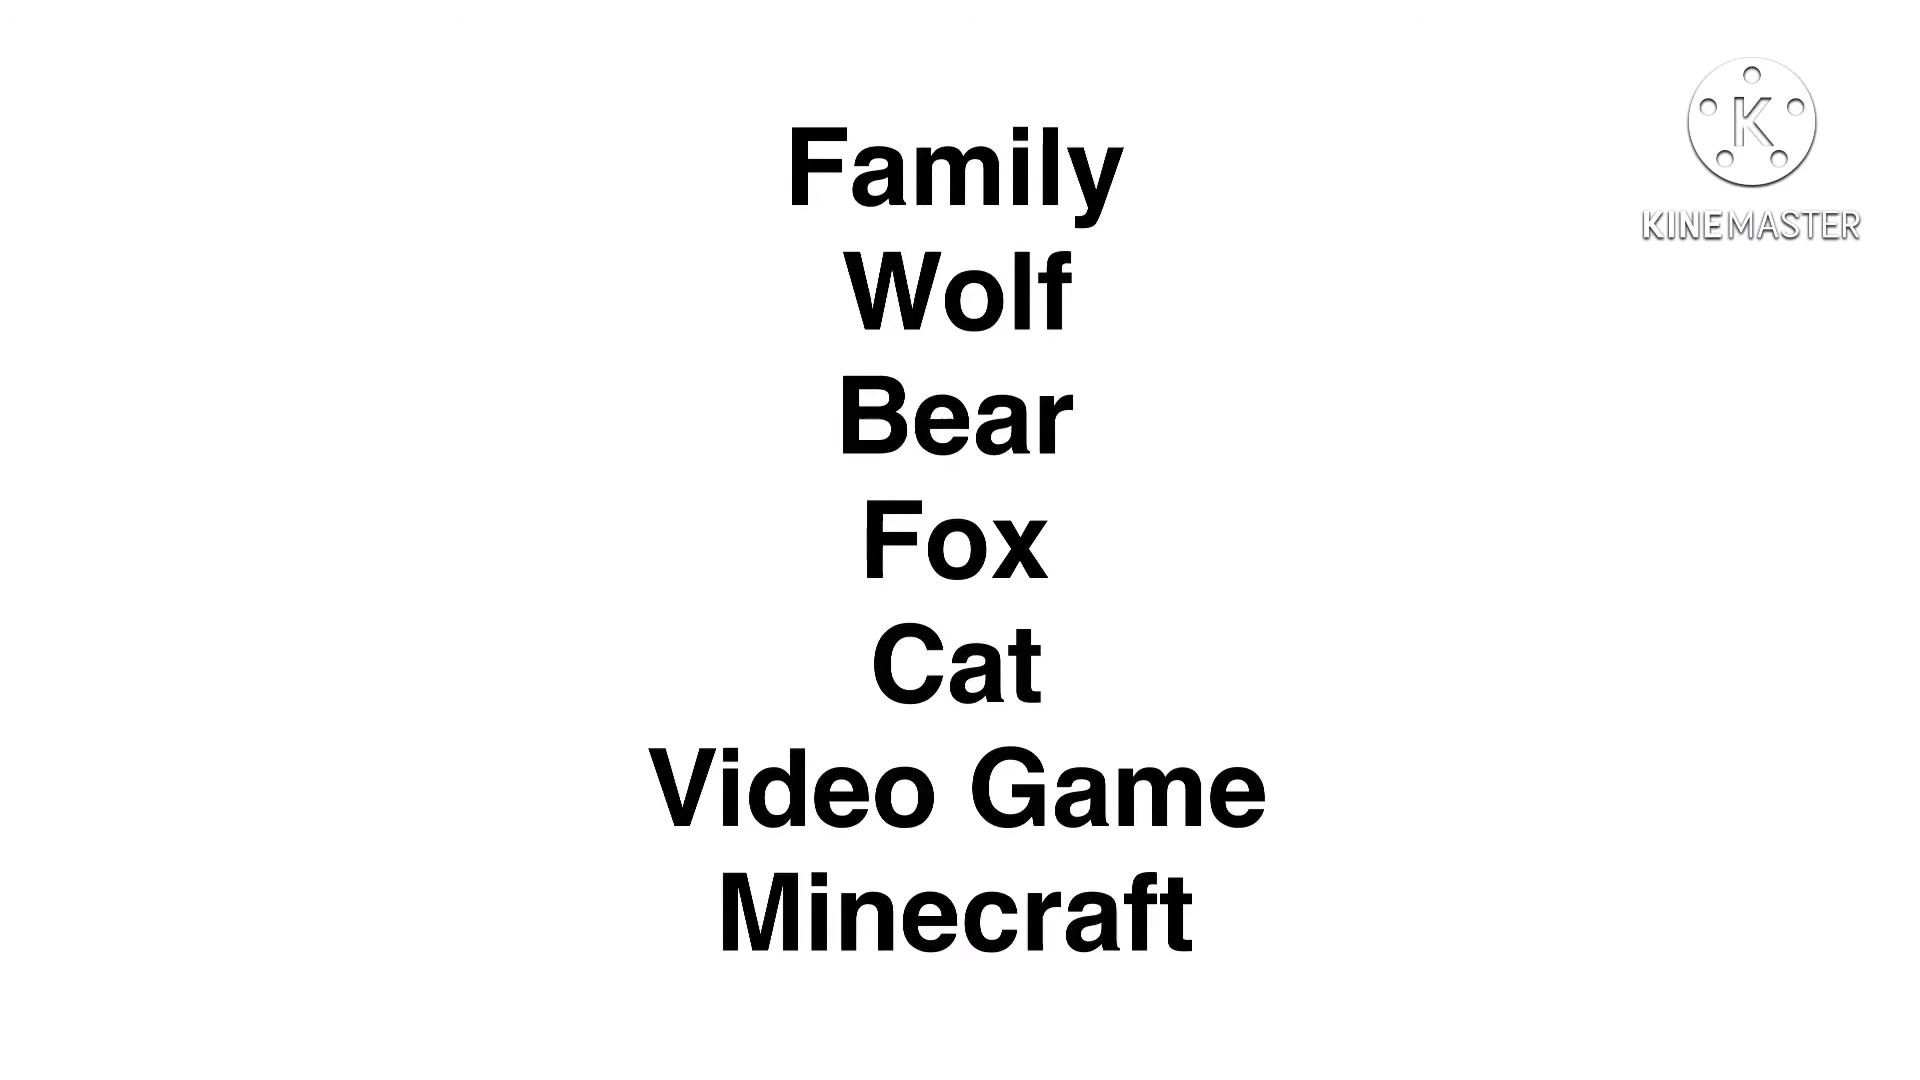 Family
Wolf
Bear
Fox
Cat
Video Game
Minecraft
K
KINEMASTER